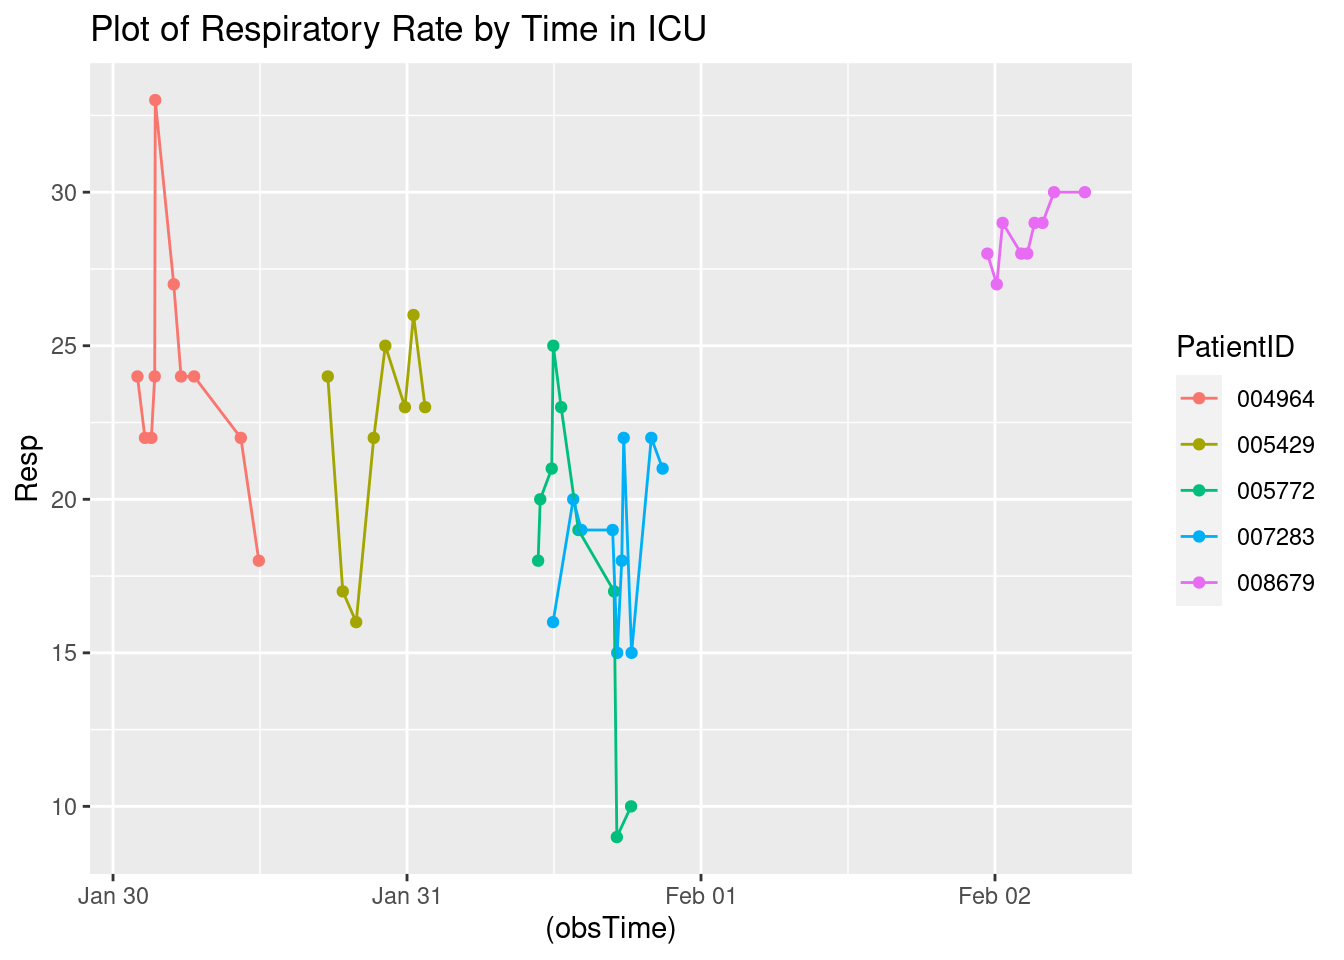 Plot of Respiratory Rate by Time in ICU
30
25
20
15
10
Resp
Jan 30
Jan 31
Feb 01
Feb 02
(obsTime)
PatientID
004964
005429
005772
007283
008679